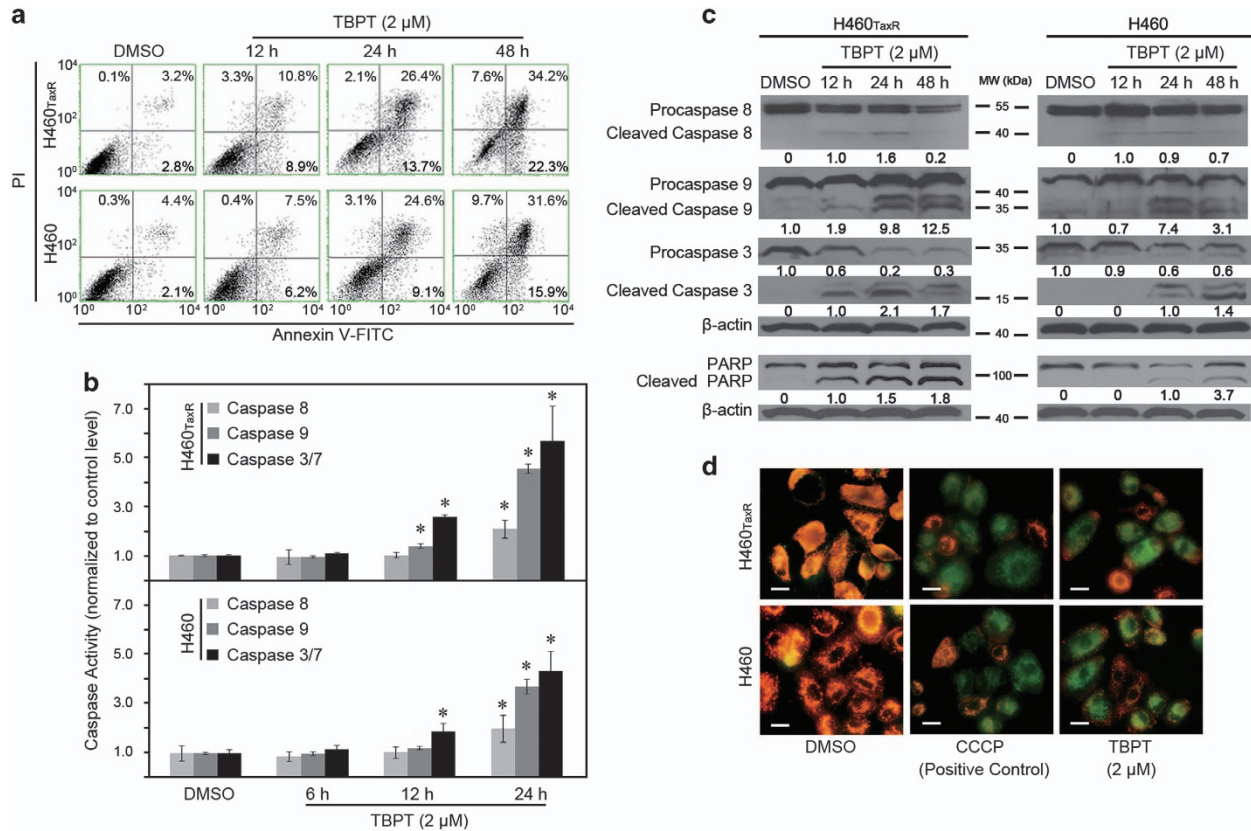 a
TBPT (2 µM)
DMSO 12 h 24 h 48 h
PI
H460TaxR
10⁴
10²
10⁰
0.1% 3.2% 3.3% 10.8% 2.1% 26.4% 7.6% 34.2%
2.8% 8.9% 13.7% 22.3%
H460
10⁴
10²
10⁰
0.3% 4.4% 0.4% 7.5% 3.1% 24.6% 9.7% 31.6%
2.1% 6.2% 9.1% 15.9%
10⁰ 10² 10⁴ 10⁰ 10² 10⁴ 10⁰ 10² 10⁴ 10⁰ 10² 10⁴
Annexin V-FITC
b
Caspase Activity (normalized to control level)
7.0
5.0
3.0
1.0
H460TaxR
Caspase 8
Caspase 9
Caspase 3/7
* * * * *
7.0
5.0
3.0
1.0
H460
Caspase 8
Caspase 9
Caspase 3/7
* * * *
DMSO 6 h 12 h 24 h
TBPT (2 µM)
c
H460TaxR H460
TBPT (2 µM) TBPT (2 µM)
DMSO 12 h 24 h 48 h MW (kDa) DMSO 12 h 24 h 48 h
Procaspase 8 55
Cleaved Caspase 8 40
0 1.0 1.6 0.2 0 1.0 0.9 0.7
Procaspase 9 40
Cleaved Caspase 9 35
1.0 1.9 9.8 12.5 1.0 0.7 7.4 3.1
Procaspase 3 35
1.0 0.6 0.2 0.3 1.0 0.9 0.6 0.6
Cleaved Caspase 3 15
0 1.0 2.1 1.7 0 0 1.0 1.4
β-actin 40
PARP 100
Cleaved PARP
0 1.0 1.5 1.8 0 0 1.0 3.7
β-actin 40
d
H460TaxR
H460
DMSO CCCP TBPT
(Positive Control) (2 µM)